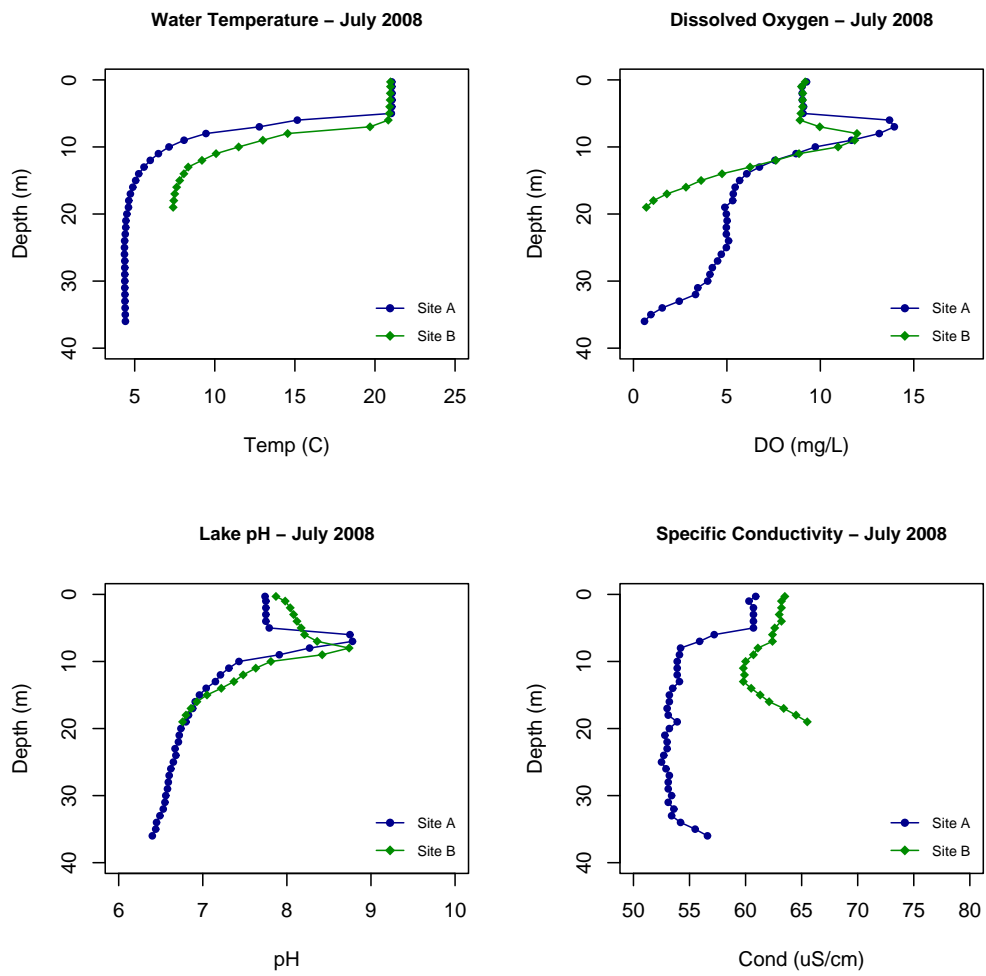 Water Temperature – July 2008
0
10
20
30
40
Depth (m)
Site A
Site B
5 10 15 20 25
Temp (C)
Dissolved Oxygen – July 2008
0
10
20
30
40
Depth (m)
Site A
Site B
0 5 10 15
DO (mg/L)
Lake pH – July 2008
0
10
20
30
40
Depth (m)
Site A
Site B
6 7 8 9 10
pH
Specific Conductivity – July 2008
0
10
20
30
40
Depth (m)
Site A
Site B
50 55 60 65 70 75 80
Cond (uS/cm)